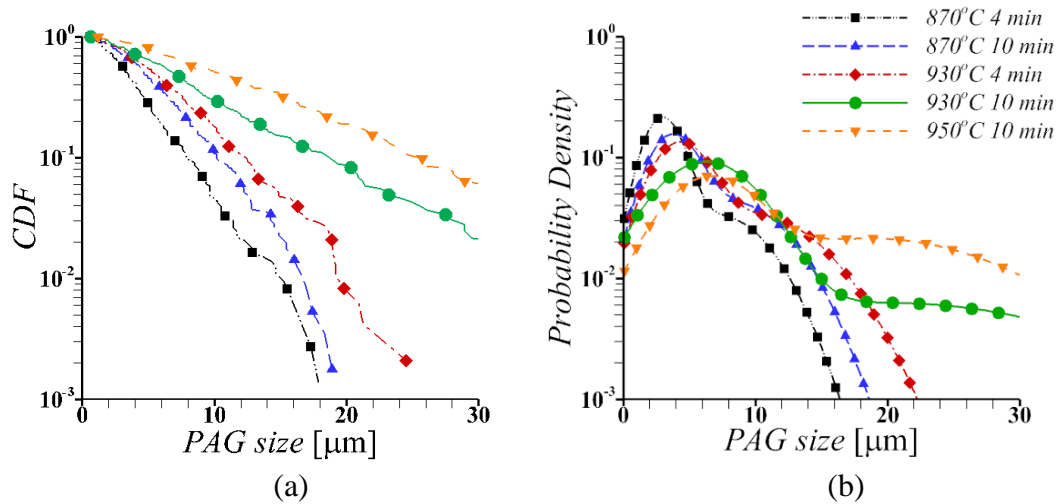 870°C 4 min
870°C 10 min
930°C 4 min
930°C 10 min
950°C 10 min
10⁰
10⁻¹
10⁻²
10⁻³
CDF
0
10
20
30
PAG size [μm]
(a)
10⁰
10⁻¹
10⁻²
10⁻³
Probability Density
0
10
20
30
PAG size [μm]
(b)